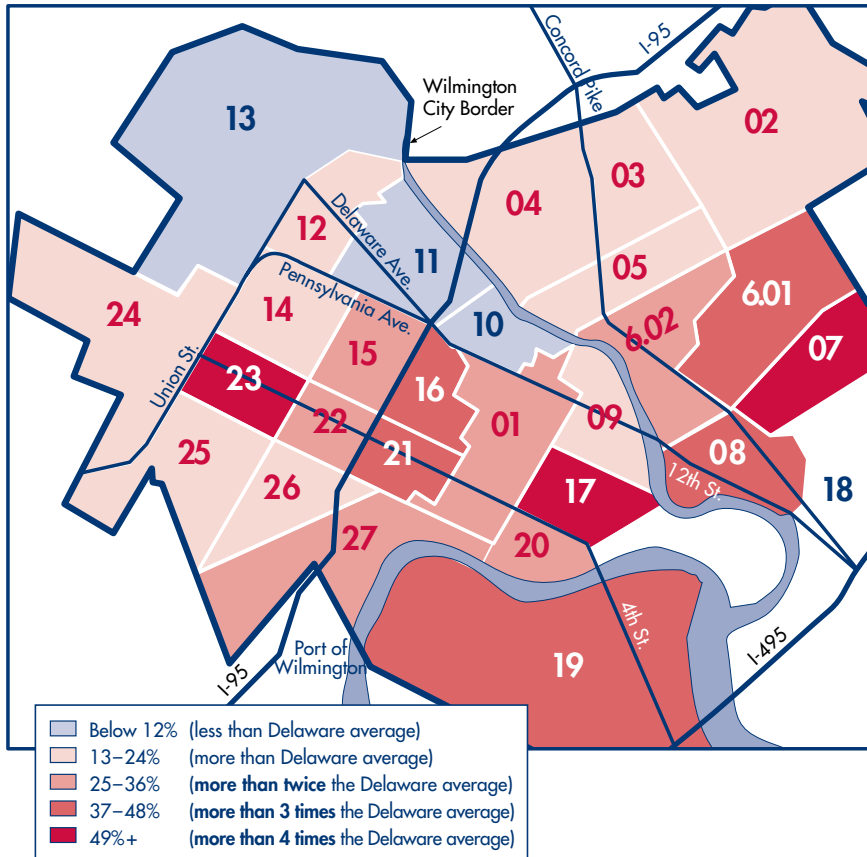 Concord Pike
I-95
Wilmington
City Border
13
02
03
04
12
Delaware Ave.
11
05
6.01
24
Pennsylvania Ave.
14
10
6.02
07
15
Union St.
23
16
22
01
09
08
21
25
12th St.
17
18
26
27
20
4th St.
19
I-495
Port of
Wilmington
I-95
Below 12% (less than Delaware average)
13–24% (more than Delaware average)
25–36% (more than twice the Delaware average)
37–48% (more than 3 times the Delaware average)
49%+ (more than 4 times the Delaware average)